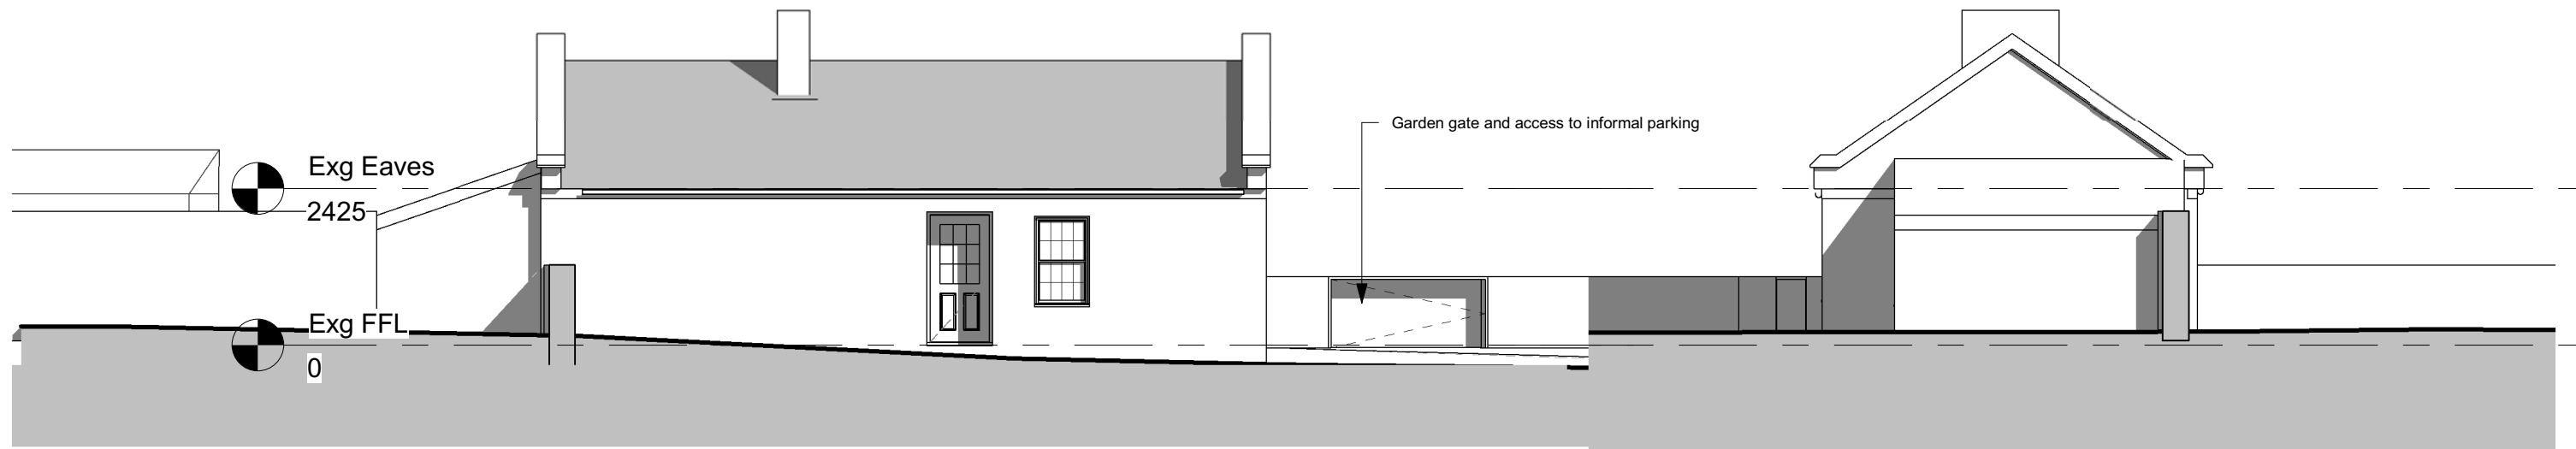 Exg Eaves
2425
Garden gate and access to informal parking
Exg FFL
0